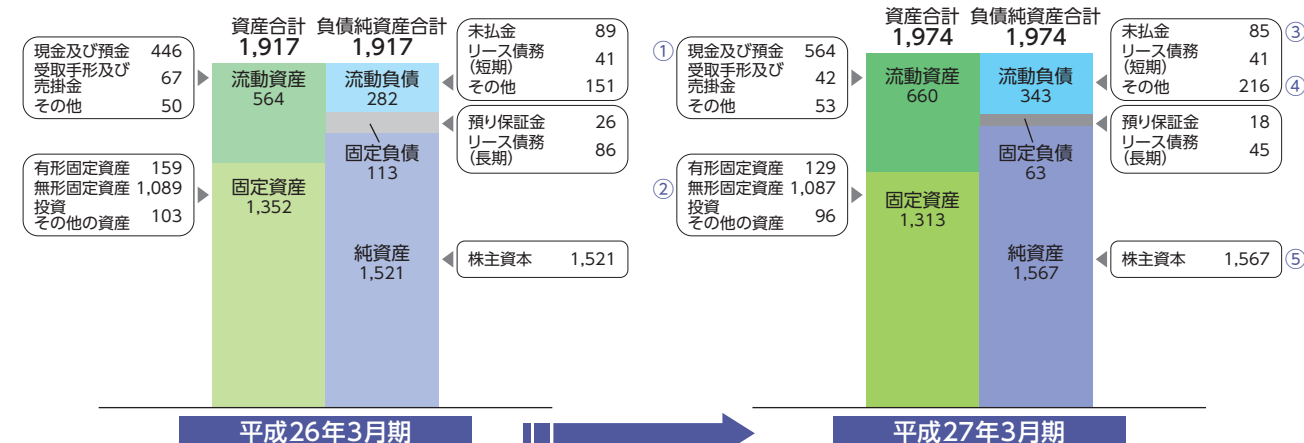 資産合計 負債純資産合計
1,917 1,917
現金及び預金 446
受取手形及び
売掛金 67
その他 50
流動資産
564
流動負債
282
未払金 89
リース債務
(短期) 41
その他 151
預り保証金 26
リース債務
(長期) 86
有形固定資産 159
無形固定資産 1,089
投資
その他の資産 103
固定資産
1,352
固定負債
113
純資産
1,521
株主資本 1,521
平成26年3月期
資産合計 負債純資産合計
1,974 1,974
① 現金及び預金 564
受取手形及び
売掛金 42
その他 53
流動資産
660
流動負債
343
未払金 85 ③
リース債務
(短期) 41
その他 216 ④
預り保証金 18
リース債務
(長期) 45
有形固定資産 129
② 無形固定資産 1,087
投資
その他の資産 96
固定資産
1,313
固定負債
63
純資産
1,567
株主資本 1,567 ⑤
平成27年3月期